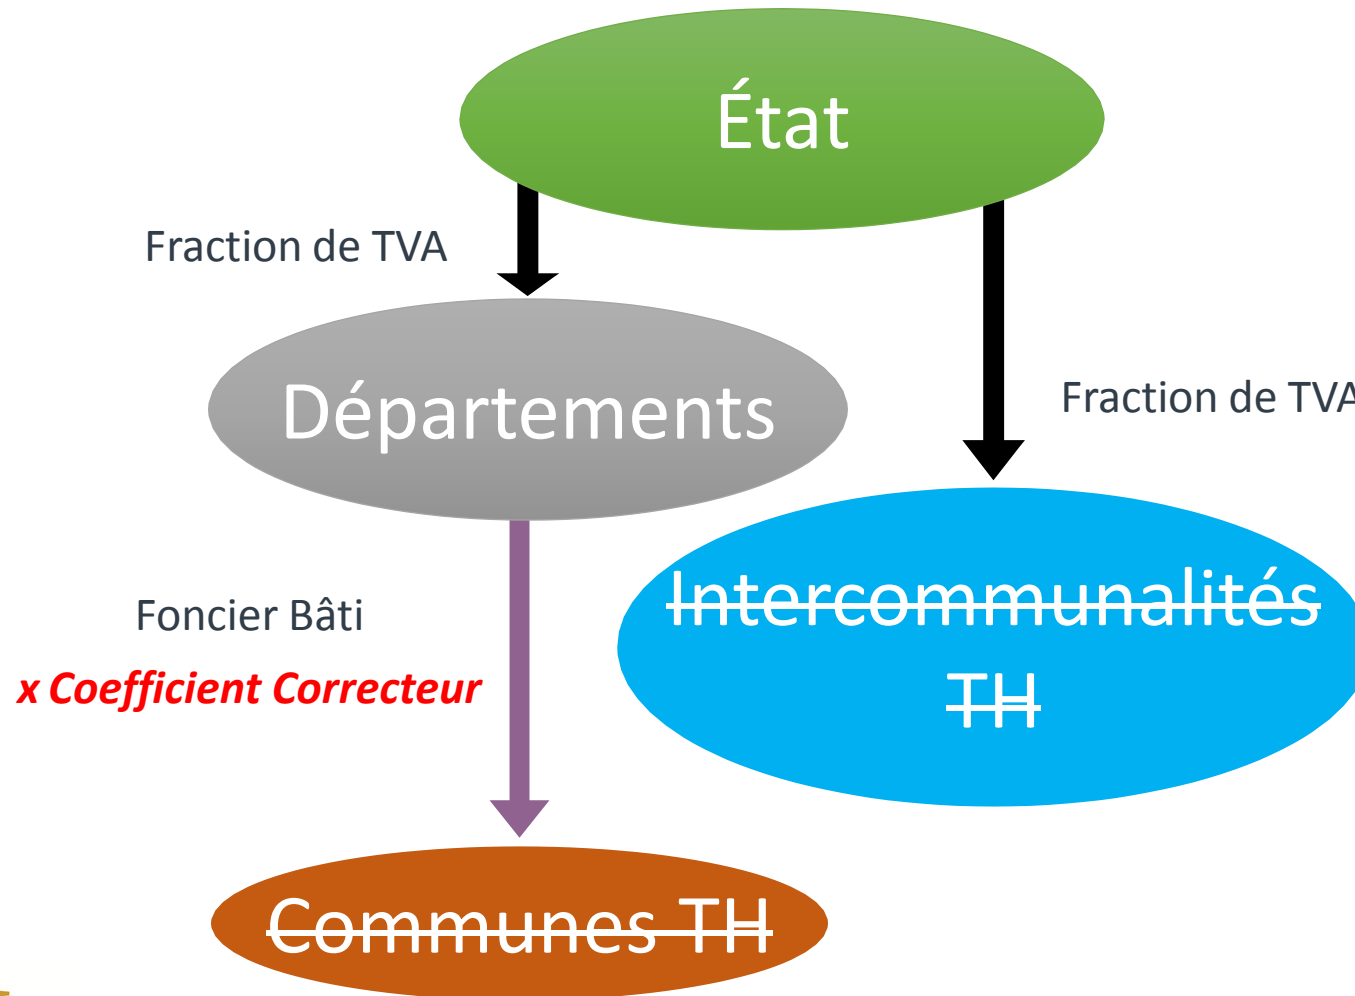 État
Fraction de TVA
Départements
Fraction de TVA
Intercommunalités
TH
Foncier Bâti
x Coefficient Correcteur
Communes TH